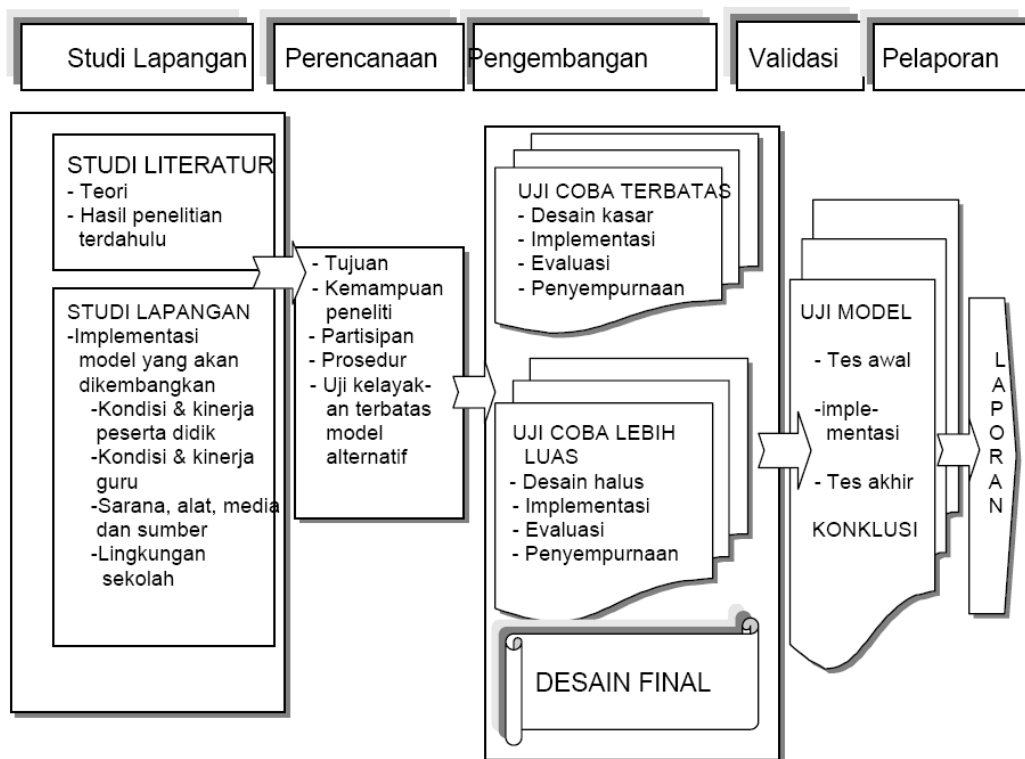 Studi Lapangan
Perencanaan
Pengembangan
Validasi
Pelaporan
STUDI LITERATUR
- Teori
- Hasil penelitian
terdahulu
STUDI LAPANGAN
-Implementasi
model yang akan
dikembangkan
-Kondisi & kinerja
peserta didik
-Kondisi & kinerja
guru
-Sarana, alat, media
dan sumber
-Lingkungan
sekolah
- Tujuan
- Kemampuan
peneliti
- Partisipan
- Prosedur
- Uji kelayak-
an terbatas
model
alternatif
UJI COBA TERBATAS
- Desain kasar
- Implementasi
- Evaluasi
- Penyempurnaan
UJI COBA LEBIH
LUAS
- Desain halus
- Implementasi
- Evaluasi
- Penyempurnaan
DESAIN FINAL
UJI MODEL
- Tes awal
-imple-
mentasi
- Tes akhir
KONKLUSI
LAPORAN